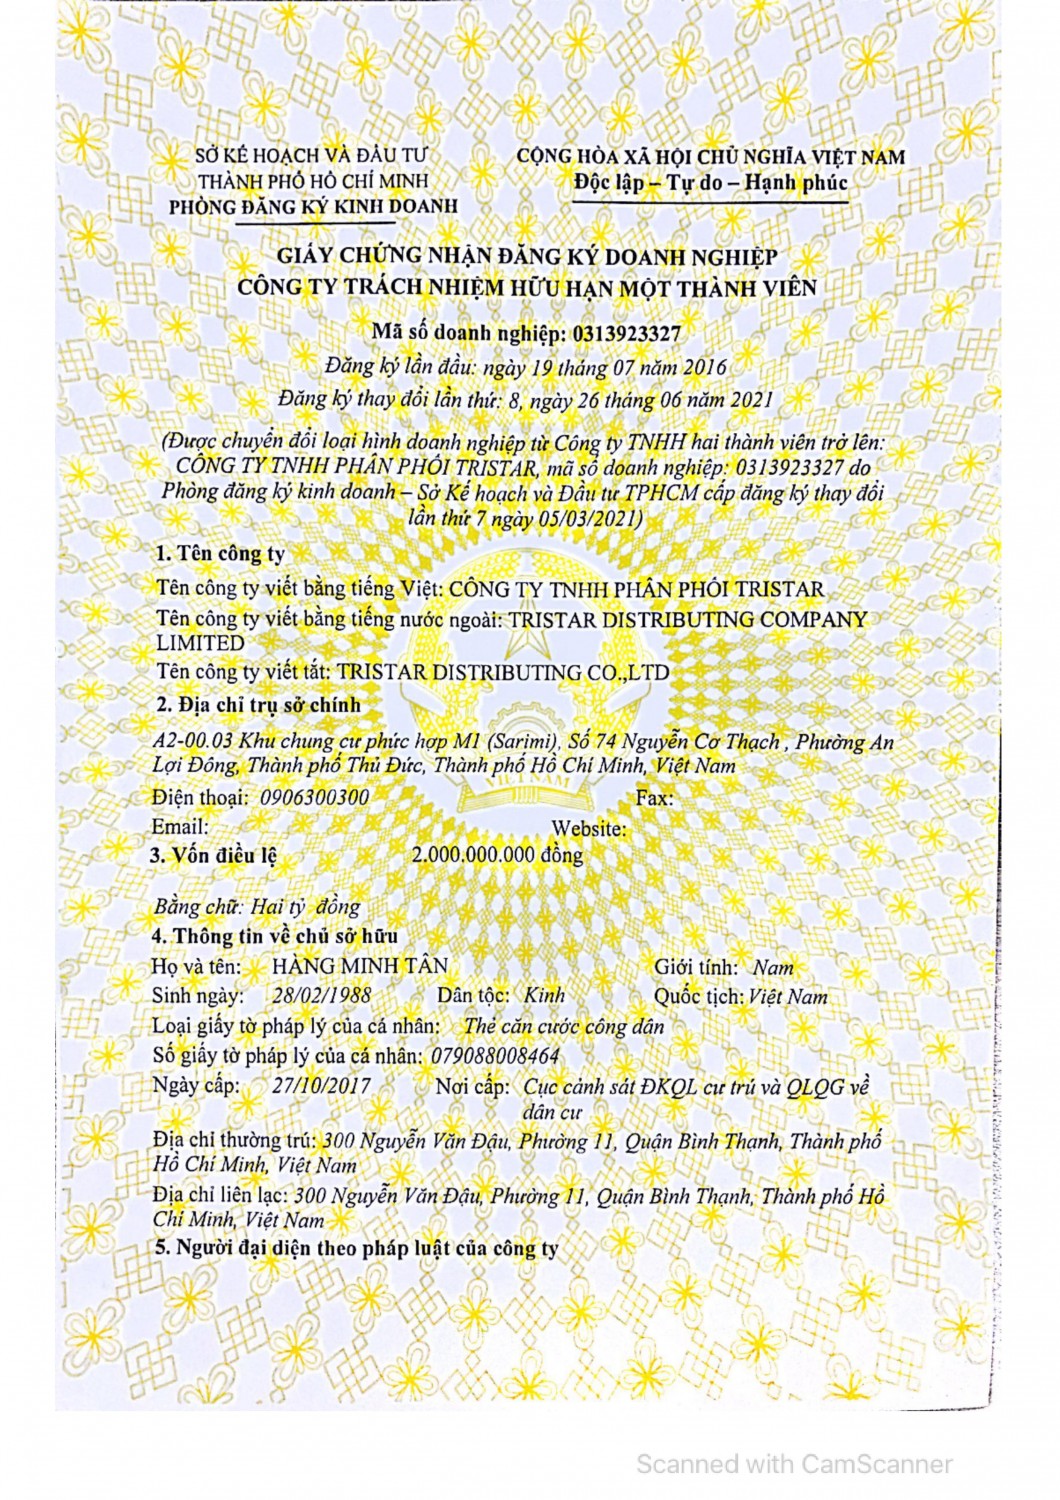 SỞ KẾ HOẠCH VÀ ĐẦU TƯ
THÀNH PHỐ HỒ CHÍ MINH
PHÒNG ĐĂNG KÝ KINH DOANH
CỘNG HÒA XÃ HỘI CHỦ NGHĨA VIỆT NAM
Độc lập – Tự do – Hạnh phúc
GIẤY CHỨNG NHẬN ĐĂNG KÝ DOANH NGHIỆP
CÔNG TY TRÁCH NHIỆM HỮU HẠN MỘT THÀNH VIÊN
Mã số doanh nghiệp: 0313923327
Đăng ký lần đầu: ngày 19 tháng 07 năm 2016
Đăng ký thay đổi lần thứ: 8, ngày 26 tháng 06 năm 2021
(Được chuyển đổi loại hình doanh nghiệp từ Công ty TNHH hai thành viên trở lên:
CÔNG TY TNHH PHÂN PHỐI TRISTAR, mã số doanh nghiệp: 0313923327 do
Phòng đăng ký kinh doanh – Sở Kế hoạch và Đầu tư TPHCM cấp đăng ký thay đổi
lần thứ 7 ngày 05/03/2021)
1. Tên công ty
Tên công ty viết bằng tiếng Việt: CÔNG TY TNHH PHÂN PHỐI TRISTAR
Tên công ty viết bằng tiếng nước ngoài: TRISTAR DISTRIBUTING COMPANY
LIMITED
Tên công ty viết tắt: TRISTAR DISTRIBUTING CO.,LTD
2. Địa chỉ trụ sở chính
A2-00.03 Khu chung cư phức hợp M1 (Sarimi), Số 74 Nguyễn Cơ Thạch , Phường An
Lợi Đông, Thành phố Thủ Đức, Thành phố Hồ Chí Minh, Việt Nam
Điện thoại: 0906300300 Fax:
Email: Website:
3. Vốn điều lệ 2.000.000.000 đồng
Bằng chữ: Hai tỷ đồng
4. Thông tin về chủ sở hữu
Họ và tên: HÀNG MINH TÂN Giới tính: Nam
Sinh ngày: 28/02/1988 Dân tộc: Kinh Quốc tịch: Việt Nam
Loại giấy tờ pháp lý của cá nhân: Thẻ căn cước công dân
Số giấy tờ pháp lý của cá nhân: 079088008464
Ngày cấp: 27/10/2017 Nơi cấp: Cục cảnh sát ĐKQL cư trú và QLQG về
dân cư
Địa chỉ thường trú: 300 Nguyễn Văn Đậu, Phường 11, Quận Bình Thạnh, Thành phố
Hồ Chí Minh, Việt Nam
Địa chỉ liên lạc: 300 Nguyễn Văn Đậu, Phường 11, Quận Bình Thạnh, Thành phố Hồ
Chí Minh, Việt Nam
5. Người đại diện theo pháp luật của công ty
Scanned with CamScanner